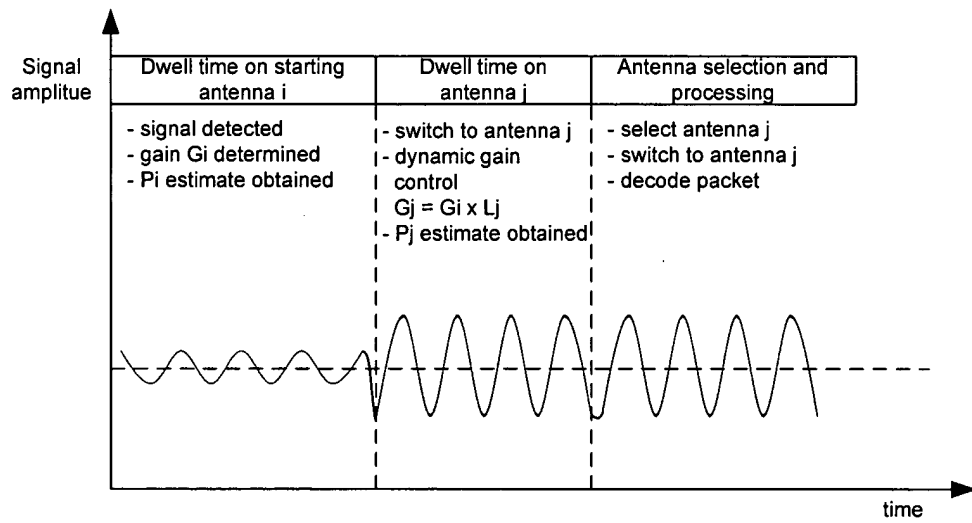 Signal
amplitue
Dwell time on starting
antenna i
Dwell time on
antenna j
Antenna selection and
processing
- signal detected
- gain Gi determined
- Pi estimate obtained
- switch to antenna j
- dynamic gain
control
Gj = Gi x Lj
- Pj estimate obtained
- select antenna j
- switch to antenna j
- decode packet
time